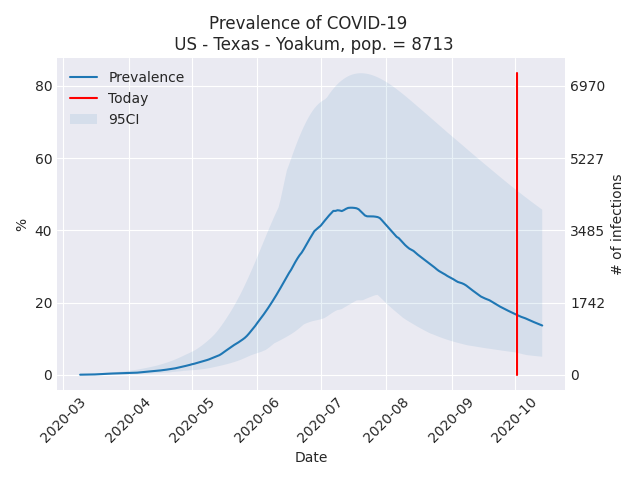 Prevalence of COVID-19
US - Texas - Yoakum, pop. = 8713
Prevalence
Today
95CI
80
60
40
20
0
%
6970
5227
3485
1742
0
# of infections
2020-03
2020-04
2020-05
2020-06
2020-07
2020-08
2020-09
2020-10
Date